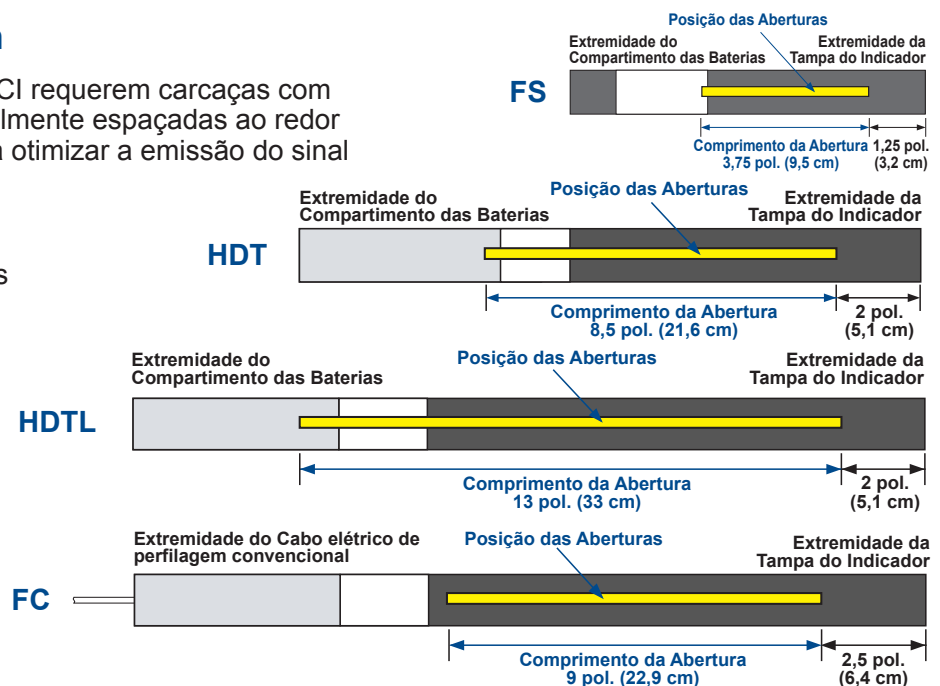 CI requerem carcaças com
lmente espaçadas ao redor
otimizar a emissão do sinal
s
Posição das Aberturas
Extremidade do
Compartimento das Baterias
Extremidade da
Tampa do Indicador
FS
Comprimento da Abertura
3,75 pol. (9,5 cm)
1,25 pol.
(3,2 cm)
Extremidade do
Compartimento das Baterias
Posição das Aberturas
Extremidade da
Tampa do Indicador
HDT
Comprimento da Abertura
8,5 pol. (21,6 cm)
2 pol.
(5,1 cm)
Extremidade do
Compartimento das Baterias
Posição das Aberturas
Extremidade da
Tampa do Indicador
HDTL
Comprimento da Abertura
13 pol. (33 cm)
2 pol.
(5,1 cm)
Extremidade do Cabo elétrico de
perfilagem convencional
Posição das Aberturas
Extremidade da
Tampa do Indicador
FC
Comprimento da Abertura
9 pol. (22,9 cm)
2,5 pol.
(6,4 cm)